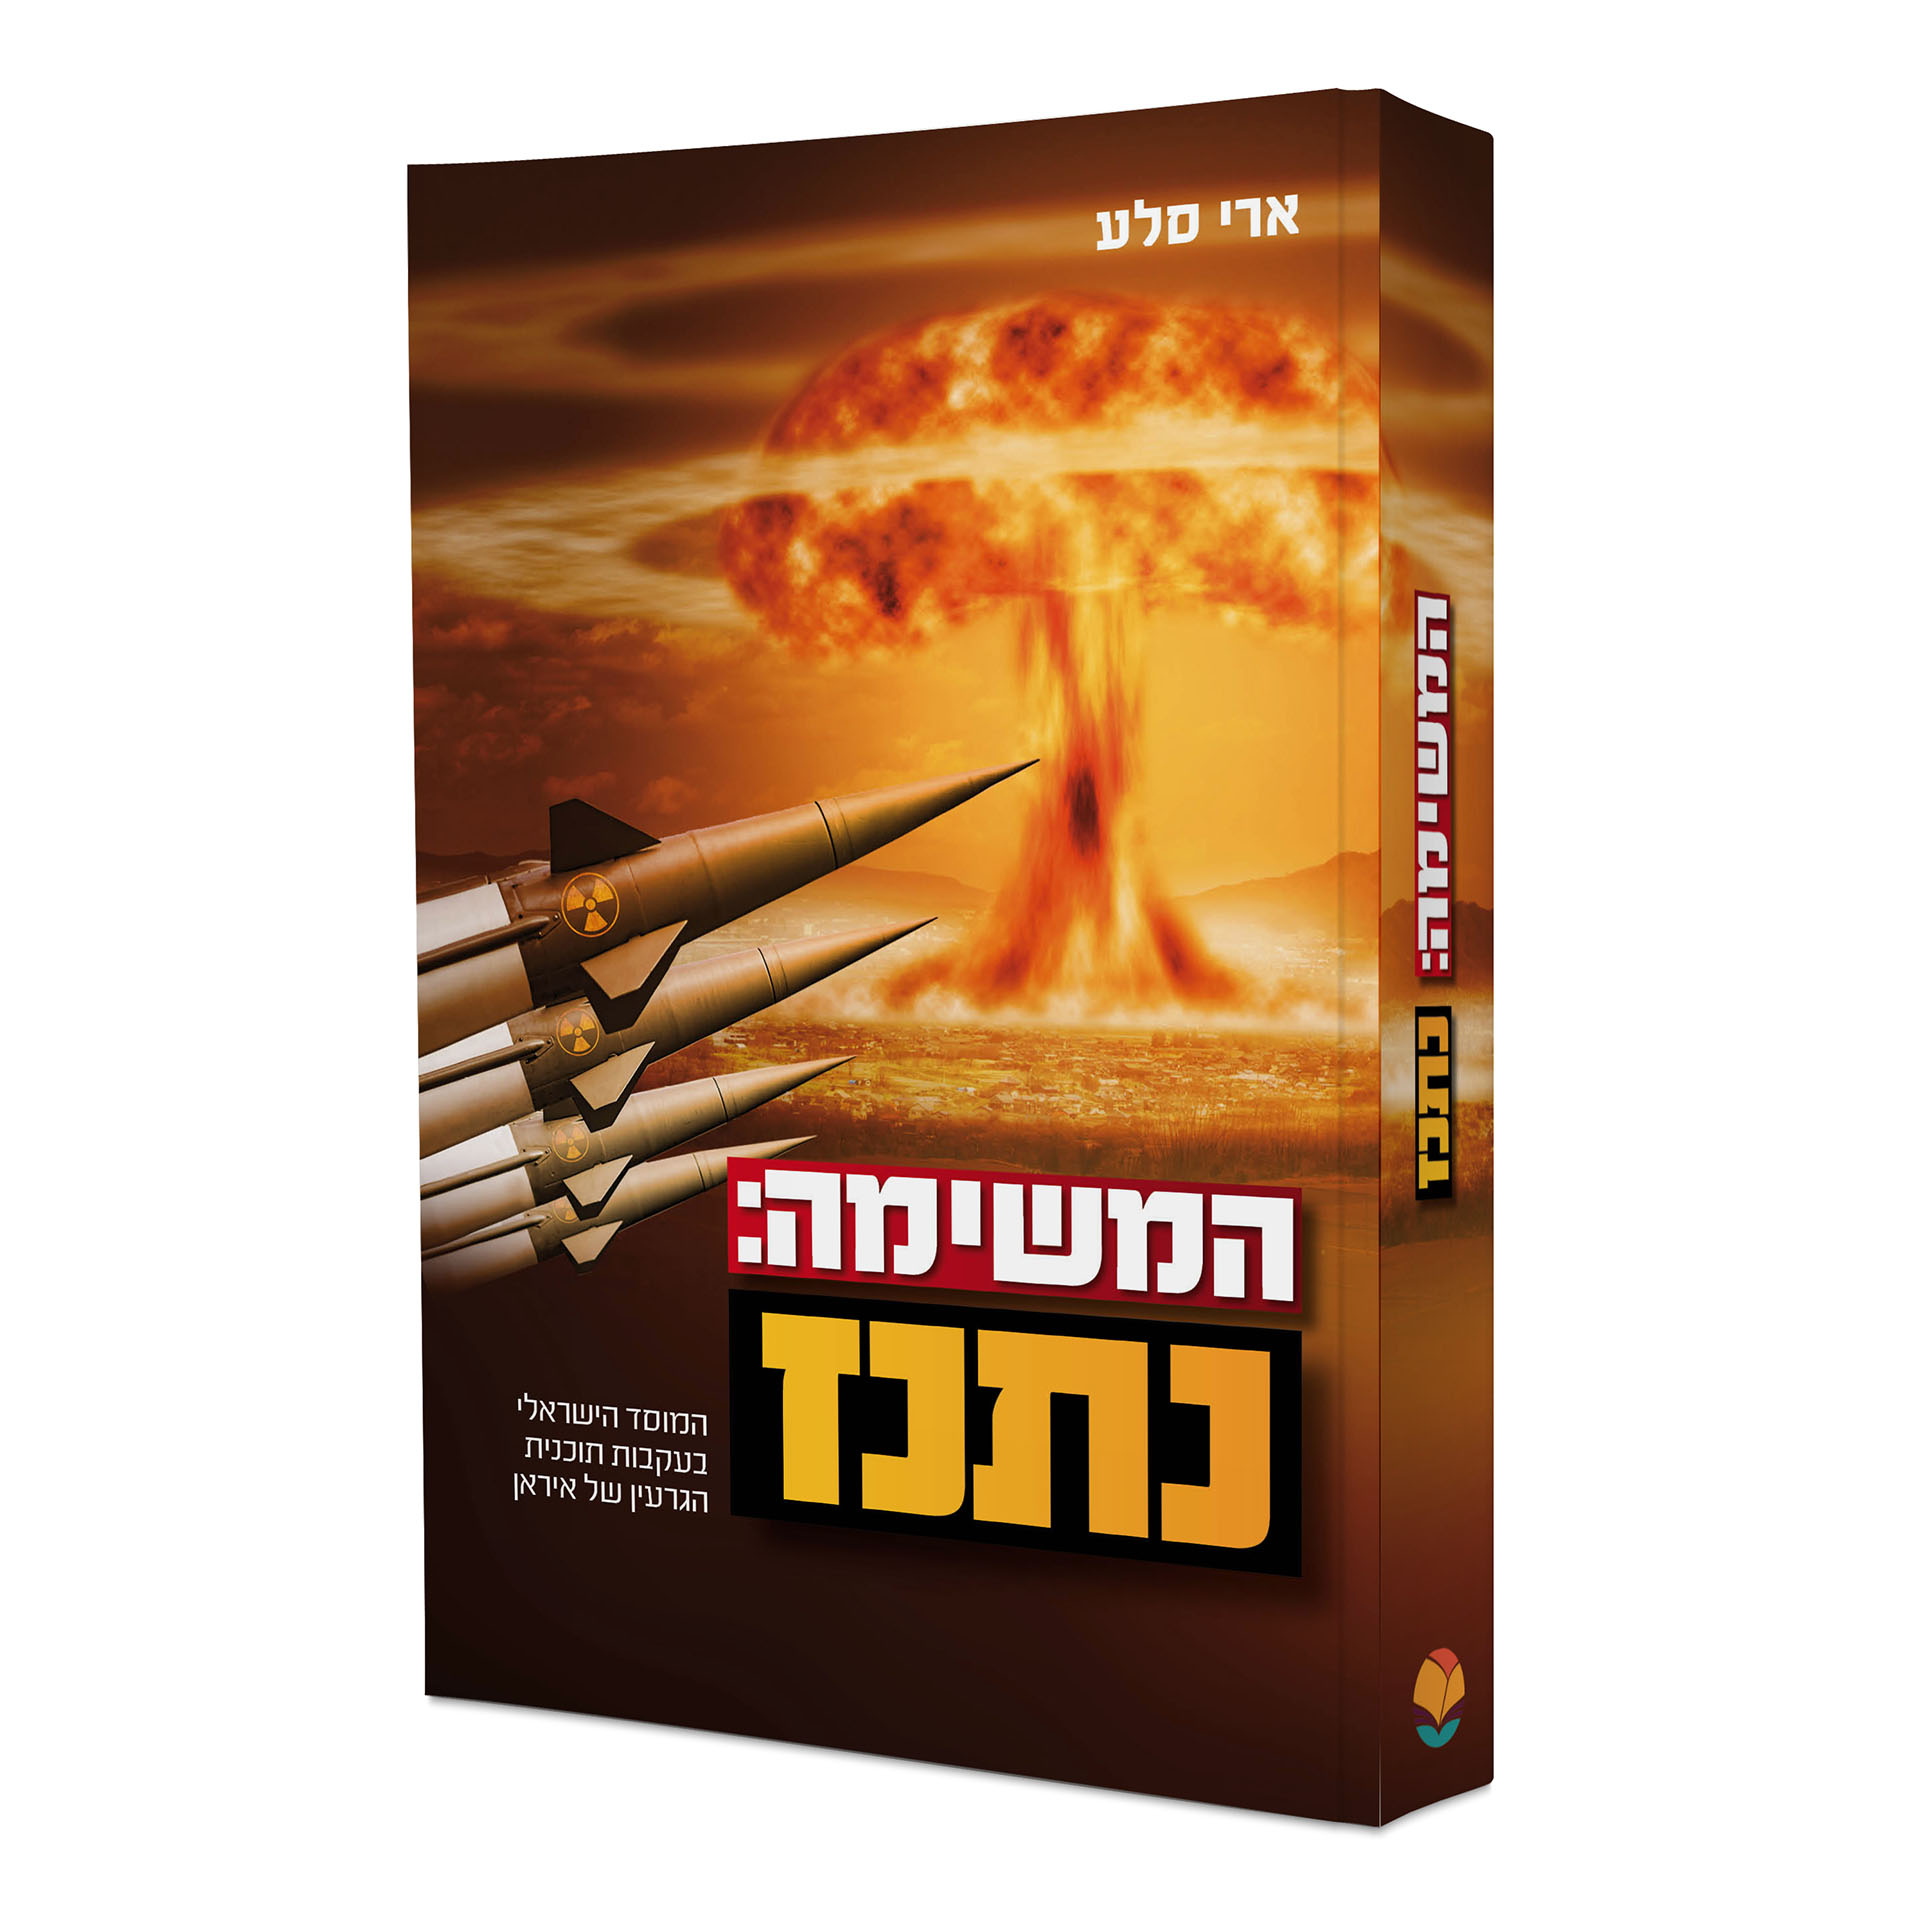 ארי סלע
המשימה:
נתנז
המוסד הישראלי
בעקבות תוכנית
הגרעין של איראן
המשימה: נתנז